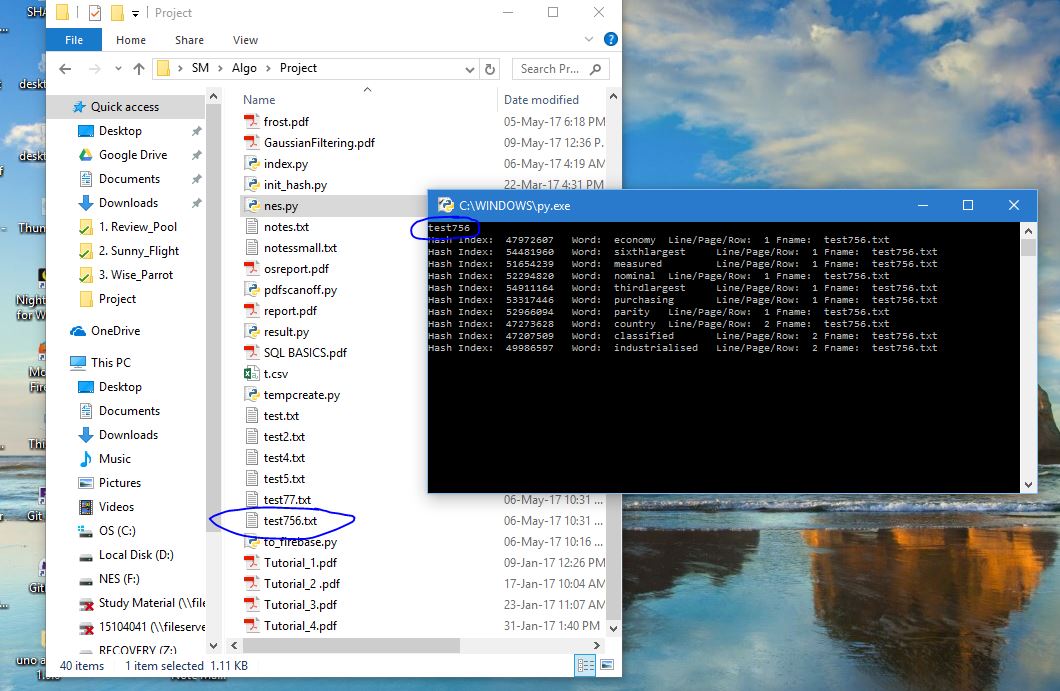 Project
File Home Share View
SM Algo Project
Search Pr...
Quick access
Desktop
Google Drive
Documents
Downloads
1. Review_Pool
2. Sunny_Flight
3. Wise_Parrot
Project
OneDrive
This PC
Desktop
Documents
Downloads
Music
Pictures
Videos
OS (C:)
Local Disk (D:)
NES (F:)
Study Material (\\file
15104041 (\\fileserve
RECOVERY (Z:)
Name Date modified
frost.pdf 05-May-17 6:18 PM
GaussianFiltering.pdf 09-May-17 12:36 P.
index.py 06-May-17 4:19 AM
init_hash.py 22-Mar-17 4:31 PM
nes.py
notes.txt
notessmall.txt
osreport.pdf
pdfscanoff.py
report.pdf
result.py
SQL BASICS.pdf
t.csv
tempcreate.py
test.txt
test2.txt
test4.txt
test5.txt
test77.txt 06-May-17 10:31 ...
test756.txt 06-May-17 10:31 ...
to_firebase.py 06-May-17 10:16 ...
Tutorial_1.pdf 09-Jan-17 12:26 PM
Tutorial_2 .pdf 17-Jan-17 10:04 AM
Tutorial_3.pdf 23-Jan-17 11:07 AM
Tutorial_4.pdf 31-Jan-17 1:40 PM
40 items 1 item selected 1.11 KB
C:\WINDOWS\py.exe
test756
Hash Index: 47972607 Word: economy Line/Page/Row: 1 Fname: test756.txt
Hash Index: 54481960 Word: sixthlargest Line/Page/Row: 1 Fname: test756.txt
Hash Index: 51654239 Word: measured Line/Page/Row: 1 Fname: test756.txt
Hash Index: 52294820 Word: nominal Line/Page/Row: 1 Fname: test756.txt
Hash Index: 54911164 Word: thirdlargest Line/Page/Row: 1 Fname: test756.txt
Hash Index: 53317446 Word: purchasing Line/Page/Row: 1 Fname: test756.txt
Hash Index: 52966094 Word: parity Line/Page/Row: 1 Fname: test756.txt
Hash Index: 47273628 Word: country Line/Page/Row: 2 Fname: test756.txt
Hash Index: 47207509 Word: classified Line/Page/Row: 2 Fname: test756.txt
Hash Index: 49986597 Word: industrialised Line/Page/Row: 2 Fname: test756.txt